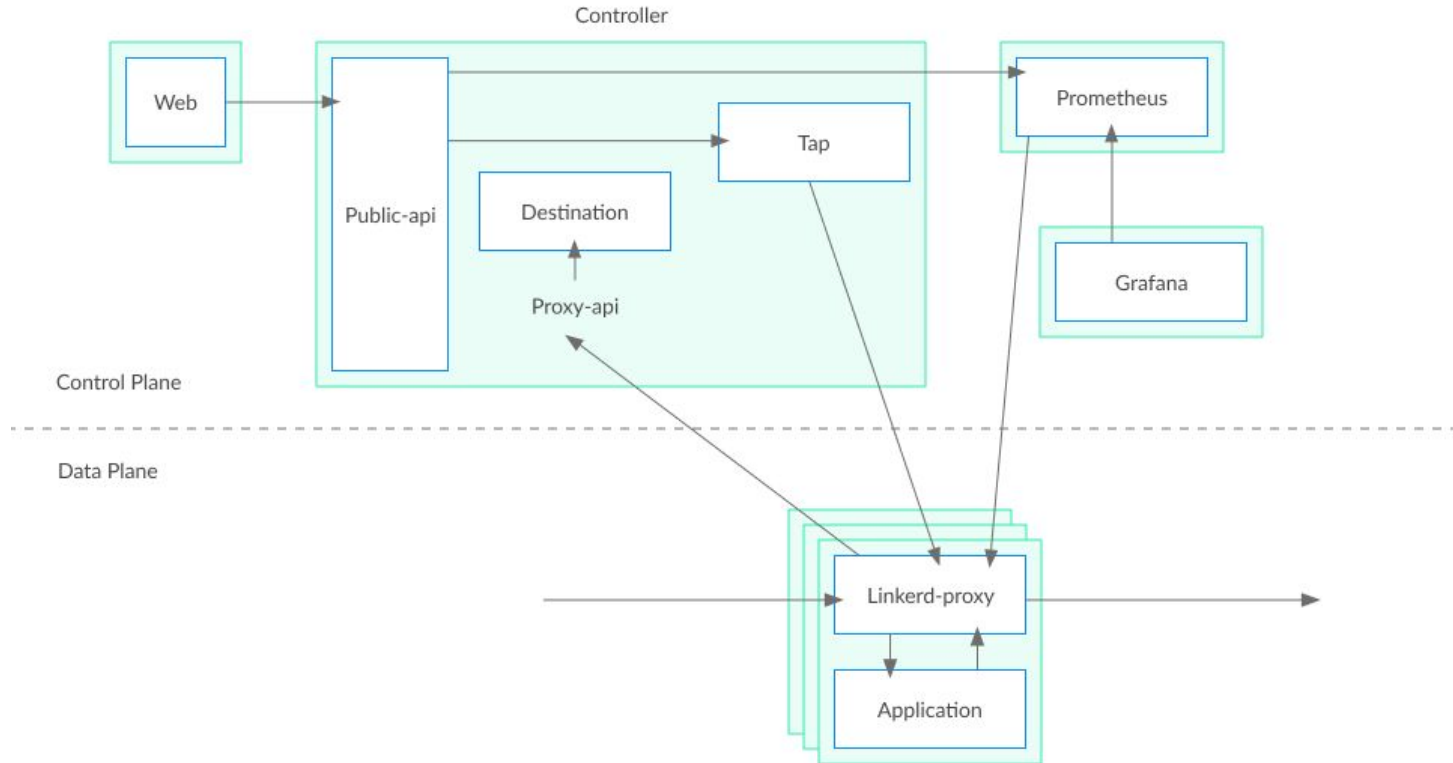 Controller
Web
Prometheus
Tap
Public-api
Destination
Grafana
Proxy-api
Control Plane
Data Plane
Linkerd-proxy
Application